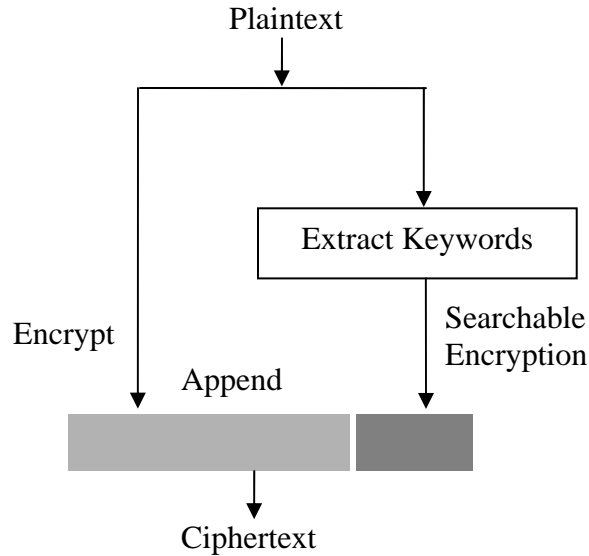 Plaintext
Extract Keywords
Encrypt
Searchable
Encryption
Append
Ciphertext